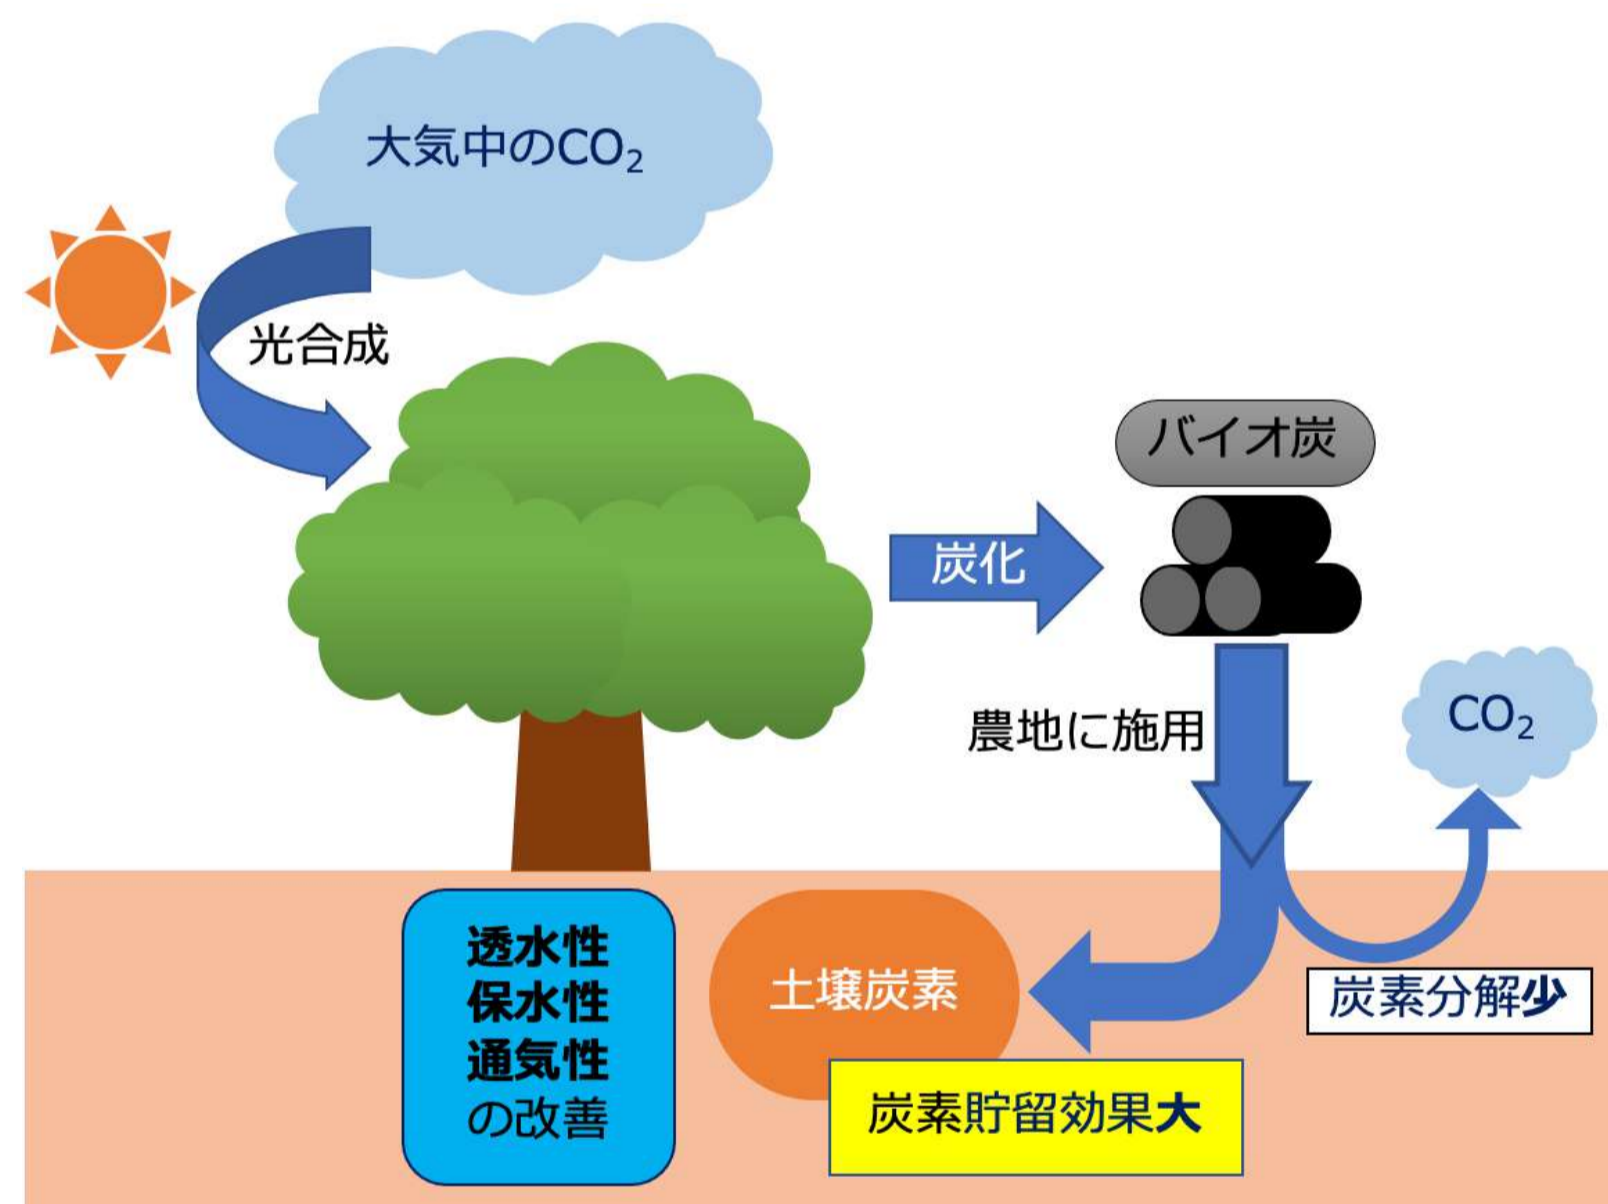 大気中のCO₂
光合成
バイオ炭
炭化
農地に施用
CO₂
透水性
保水性
通気性
の改善
土壌炭素
炭素分解少
炭素貯留効果大